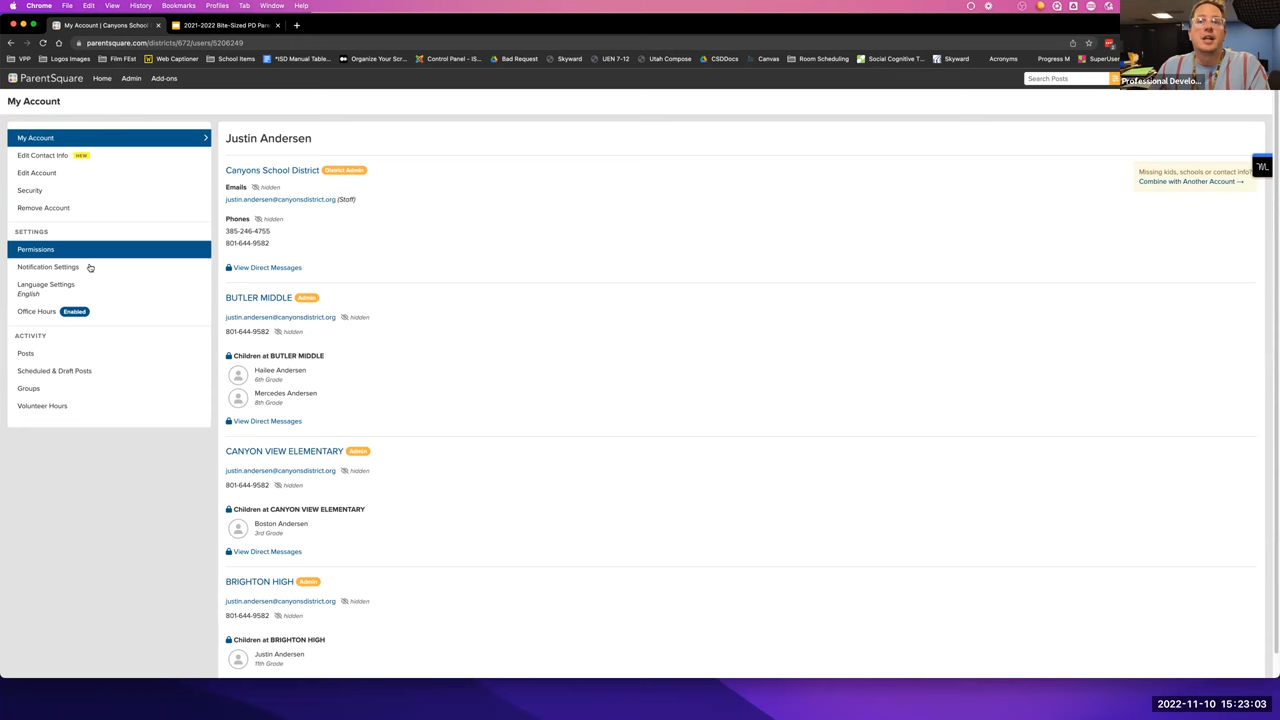 Chrome File Edit View History Bookmarks Profiles Tab Window Help
My Account | Canyons School
2021-2022 Bite-Sized PD Pare
parentsquare.com/districts/672/users/5206249
VPP Logos Images Film FEst Web Captioner School Items *ISD Manual Table... Organize Your Scr... Control Panel – IS... Bad Request Skyward UEN 7-12 Utah Compose CSDDocs Canvas Room Scheduling Social Cognitive T... Skyward Acronyms Progress M SuperUser
ParentSquare Home Admin Add-ons Search Posts
Professional Develo...
My Account
My Account
Edit Contact Info NEW
Edit Account
Security
Remove Account
SETTINGS
Permissions
Notification Settings
Language Settings
English
Office Hours Enabled
ACTIVITY
Posts
Scheduled & Draft Posts
Groups
Volunteer Hours
Justin Andersen
Canyons School District District Admin
Missing kids, schools or contact info?
Combine with Another Account →
Emails hidden
justin.andersen@canyonsdistrict.org (Staff)
Phones hidden
385-246-4755
801-644-9582
View Direct Messages
BUTLER MIDDLE Admin
justin.andersen@canyonsdistrict.org hidden
801-644-9582 hidden
Children at BUTLER MIDDLE
Hailee Andersen
6th Grade
Mercedes Andersen
8th Grade
View Direct Messages
CANYON VIEW ELEMENTARY Admin
justin.andersen@canyonsdistrict.org hidden
801-644-9582 hidden
Children at CANYON VIEW ELEMENTARY
Boston Andersen
3rd Grade
View Direct Messages
BRIGHTON HIGH Admin
justin.andersen@canyonsdistrict.org hidden
801-644-9582 hidden
Children at BRIGHTON HIGH
Justin Andersen
11th Grade
2022-11-10 15:23:03